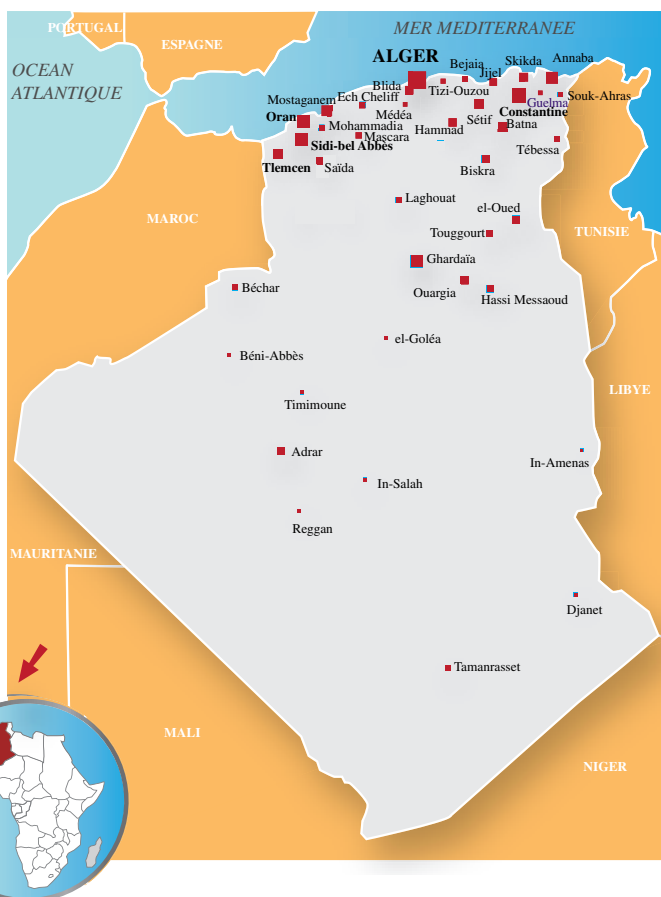 PORTUGAL
MER MEDITERRANEE
ESPAGNE
ALGER
OCEAN
ATLANTIQUE
Bejaia
Jijel
Skikda
Annaba
Blida
Tizi-Ouzou
Mostaganem
Ech Cheliff
Guelma
Souk-Ahras
Oran
Médéa
Sétif
Constantine
Mohammadia
Hammad
Batna
Mascara
Sidi-bel Abbès
Tébessa
Tlemcen
Saïda
Biskra
Laghouat
el-Oued
MAROC
Touggourt
TUNISIE
Ghardaïa
Béchar
Ouargia
Hassi Messaoud
el-Goléa
Béni-Abbès
LIBYE
Timimoune
Adrar
In-Amenas
In-Salah
Reggan
MAURITANIE
Djanet
Tamanrasset
MALI
NIGER